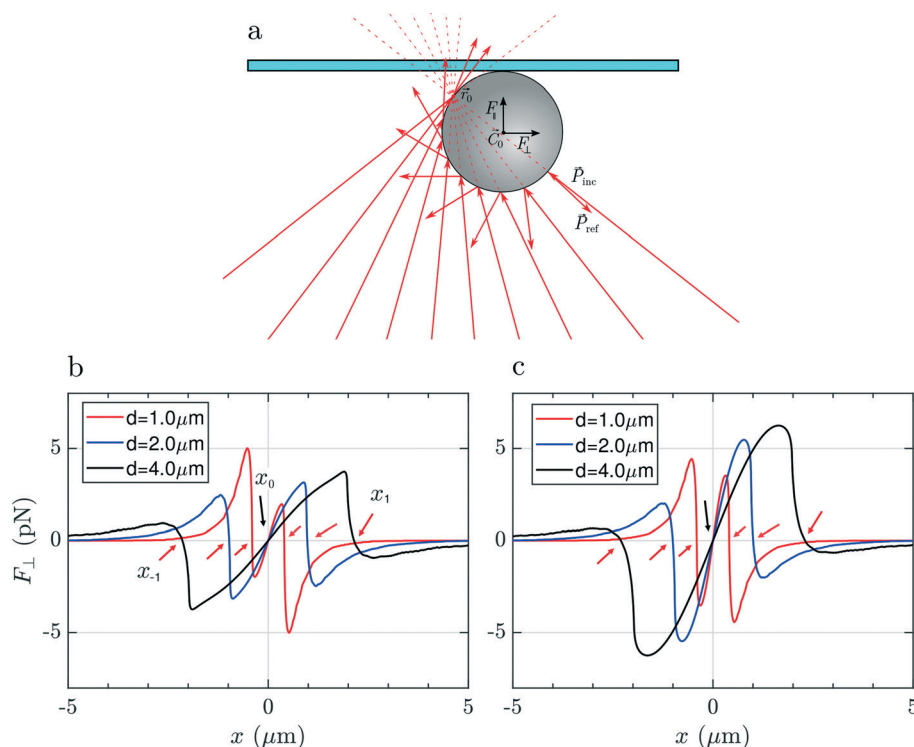 a
r⃗₀
F∥
C⃗₀
F⊥
P⃗inc
P⃗ref
b
c
d=1.0μm
d=2.0μm
d=4.0μm
x₀
x₁
x₋₁
F⊥ (pN)
5
0
-5
-5
0
5
x (μm)
d=1.0μm
d=2.0μm
d=4.0μm
5
0
-5
-5
0
5
x (μm)